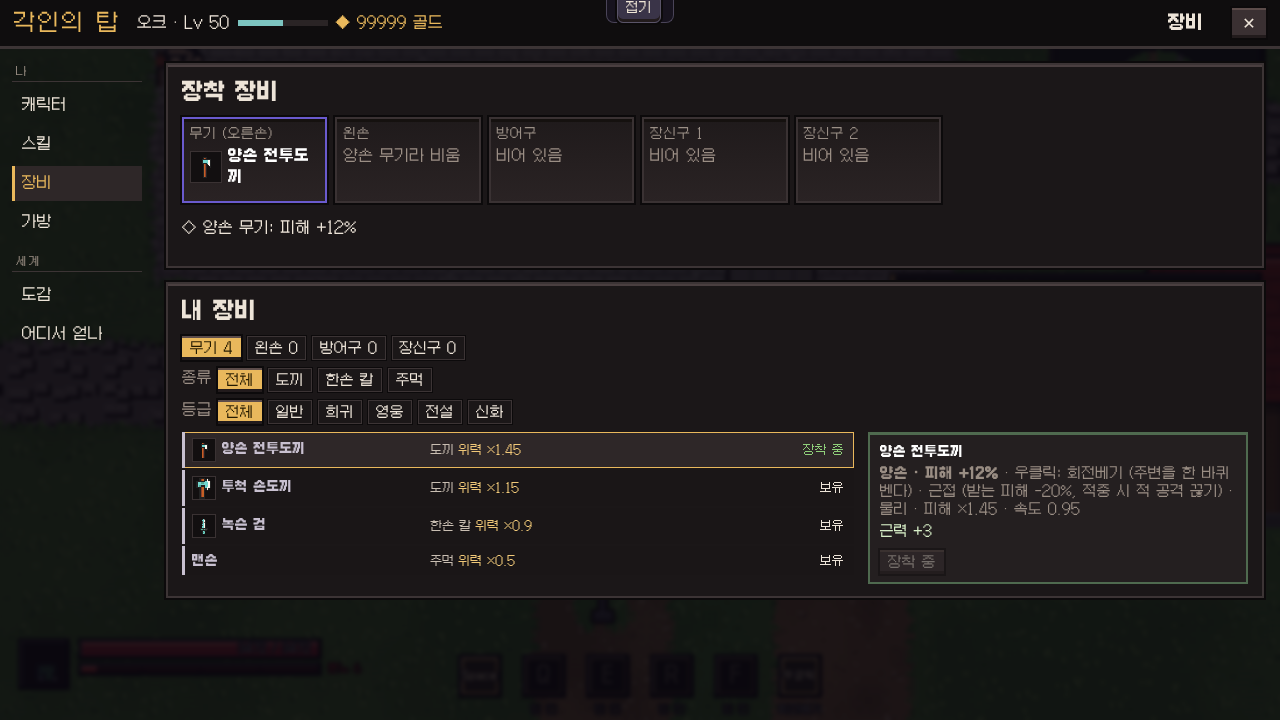 각인의 탑 오크 · Lv 50 ◆ 99999 골드 접기 장비 ×
나
캐릭터
스킬
장비
가방
세계
도감
어디서 얻나
장착 장비
무기 (오른손)
양손 전투도끼
왼손
양손 무기라 비움
방어구
비어 있음
장신구 1
비어 있음
장신구 2
비어 있음
◇ 양손 무기: 피해 +12%
내 장비
무기 4 왼손 0 방어구 0 장신구 0
종류 전체 도끼 한손 칼 주먹
등급 전체 일반 희귀 영웅 전설 신화
양손 전투도끼 도끼 위력 ×1.45 장착 중
투척 손도끼 도끼 위력 ×1.15 보유
녹슨 검 한손 칼 위력 ×0.9 보유
맨손 주먹 위력 ×0.5 보유
양손 전투도끼
양손 · 피해 +12% · 우클릭: 회전베기 (주변을 한 바퀴
벤다) · 근접 (받는 피해 -20%, 적중 시 적 공격 끊기) ·
물리 · 피해 ×1.45 · 속도 0.95
근력 +3
장착 중